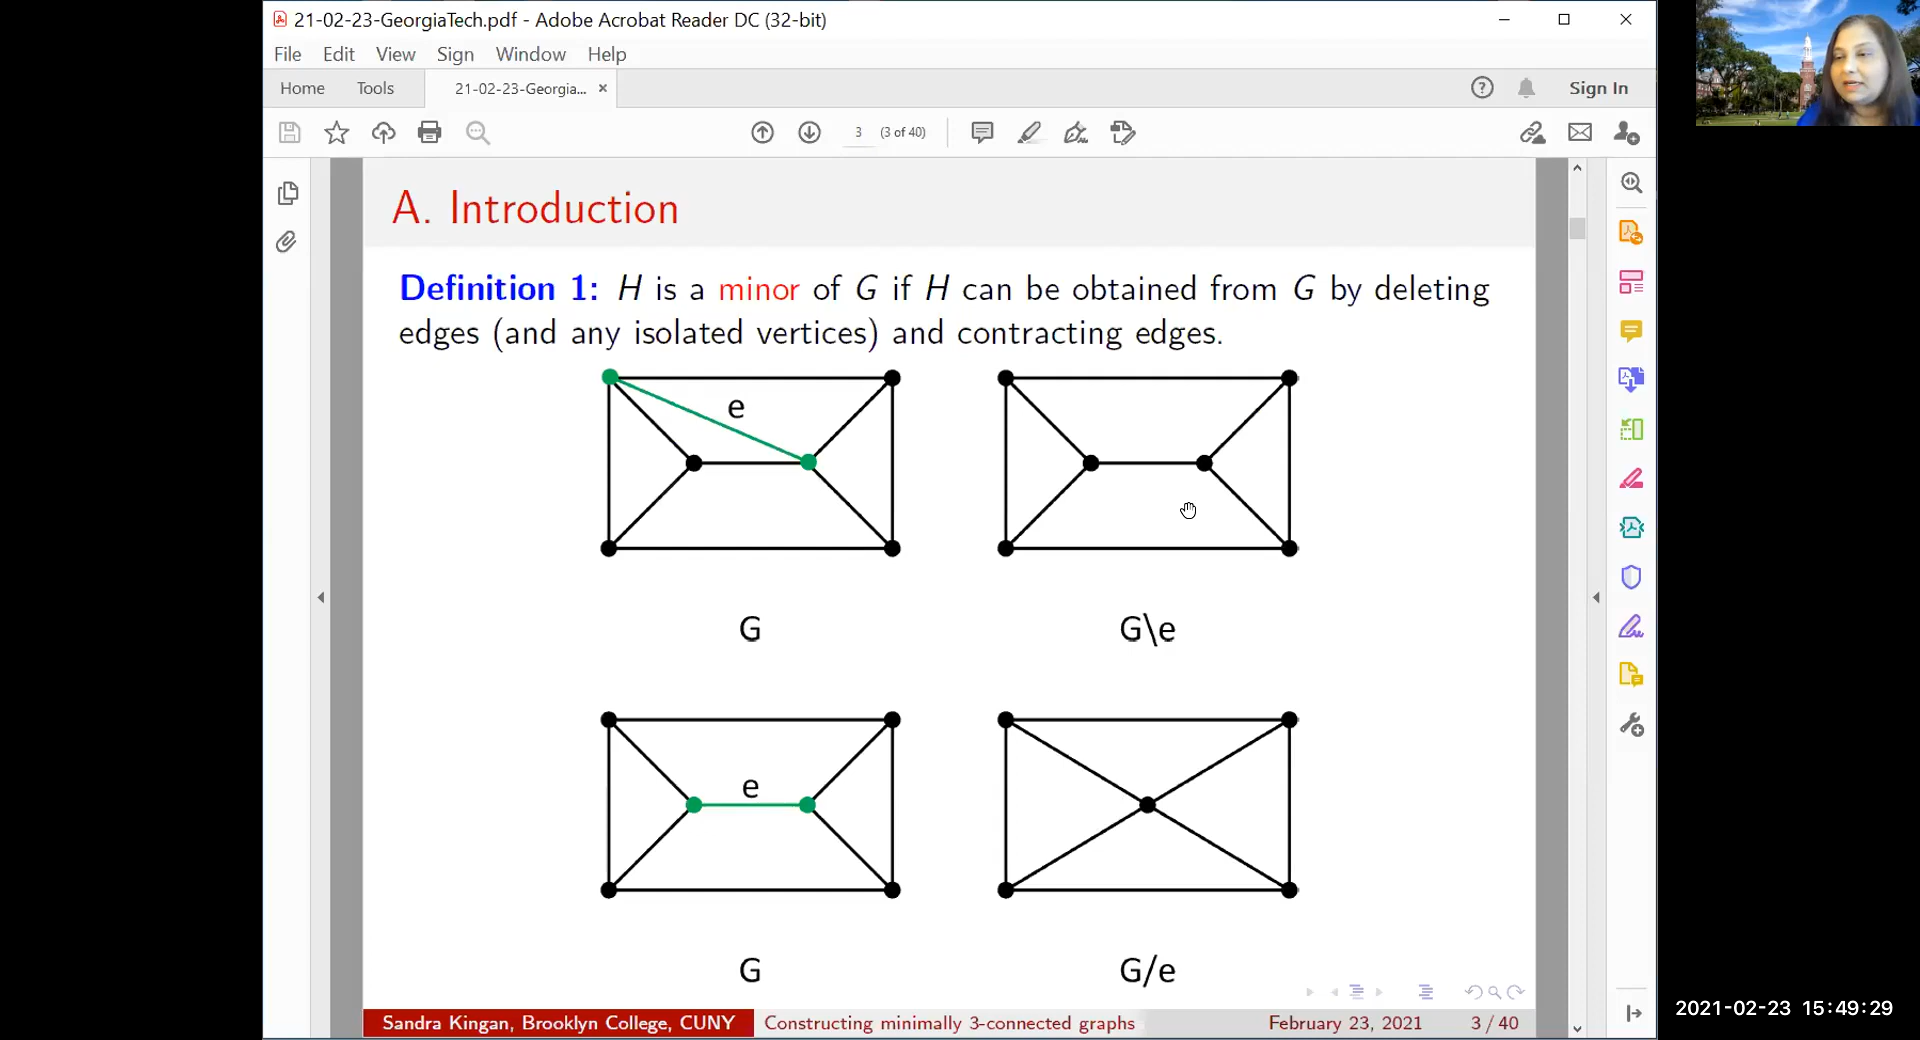 21-02-23-GeorgiaTech.pdf - Adobe Acrobat Reader DC (32-bit)
File Edit View Sign Window Help
Home Tools 21-02-23-Georgia... × Sign In
3 (3 of 40)
A. Introduction
Definition 1: H is a minor of G if H can be obtained from G by deleting
edges (and any isolated vertices) and contracting edges.
e
G G\e
e
G G/e
Sandra Kingan, Brooklyn College, CUNY Constructing minimally 3-connected graphs February 23, 2021 3 / 40
2021-02-23 15:49:29